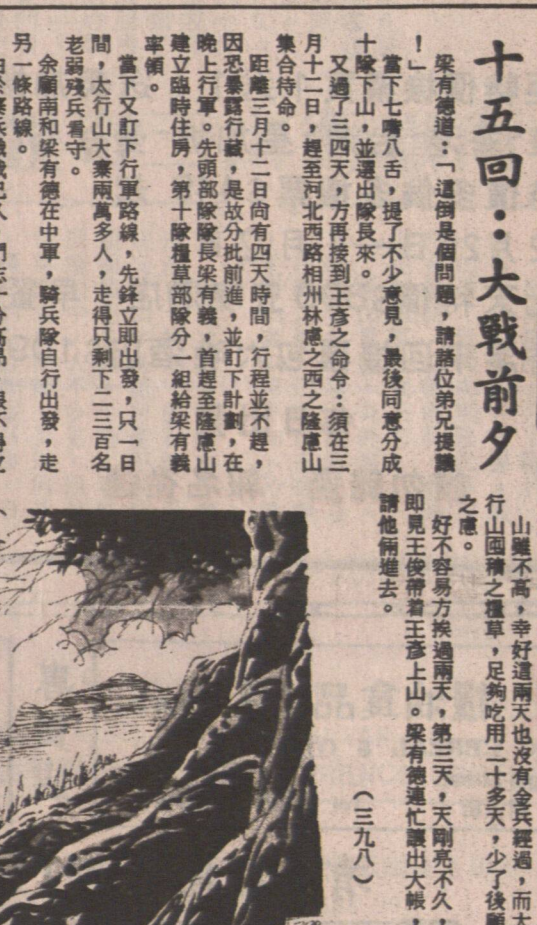 十五回：大戰前夕
梁有德道：「這倒是個問題，請諸位弟兄提議
！」
當下七嘴八舌，提了不少意見，最後同意分成
十隊下山，並選出隊長來。
又過了三四天，方再接到王彥之命令：須在三
月十二日，趕至河北西路相州林慮之西之隆慮山
集合待命。
距離三月十二日尚有四天時間，行程並不趕，
因恐暴露行藏，是故分批前進，並訂下計劃，在
晚上行軍。先頭部隊隊長梁有義，首趕至隆慮山
建立臨時住房，第十隊糧草部隊分一組給梁有義
率領。
當下又訂下行軍路線，先鋒立即出發，只一日
間，太行山大寨兩萬多人，走得只剩下二三百名
老弱殘兵看守。
余顧南和梁有德在中軍，騎兵隊自行出發，走
另一條路線。
山雖不高，幸好這兩天也沒有金兵經過，而大
行山囤積之糧草，足夠吃用二十多天，少了後顧
之慮。
好不容易方挨過兩天，第三天，天剛亮不久，
即見王俊帶着王彥上山。梁有德連忙讓出大帳，
請他倆進去。
（三九八）